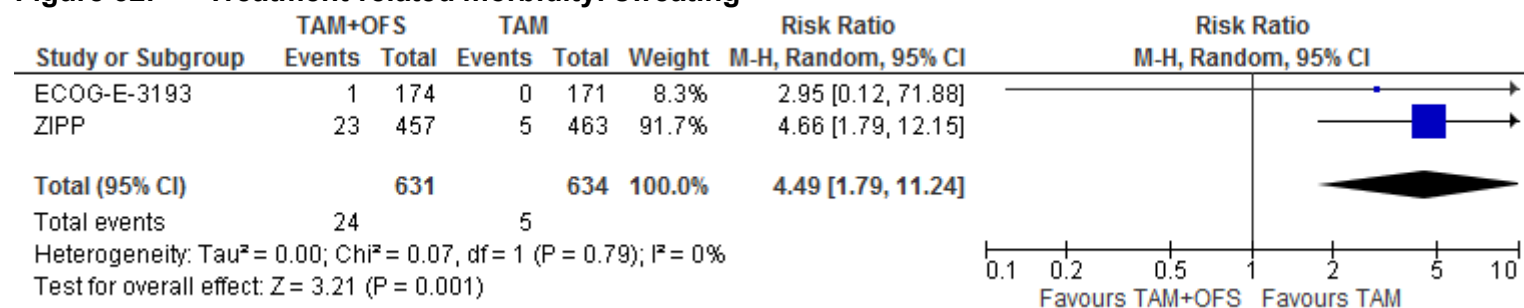 TAM+OFS TAM Risk Ratio Risk Ratio
Study or Subgroup Events Total Events Total Weight M-H, Random, 95% CI M-H, Random, 95% CI
ECOG-E-3193 1 174 0 171 8.3% 2.95 [0.12, 71.88]
ZIPP 23 457 5 463 91.7% 4.66 [1.79, 12.15]
Total (95% CI) 631 634 100.0% 4.49 [1.79, 11.24]
Total events 24 5
Heterogeneity: Tau² = 0.00; Chi² = 0.07, df = 1 (P = 0.79); I² = 0%
0.1 0.2 0.5 1 2 5 10
Test for overall effect: Z = 3.21 (P = 0.001)
Favours TAM+OFS Favours TAM